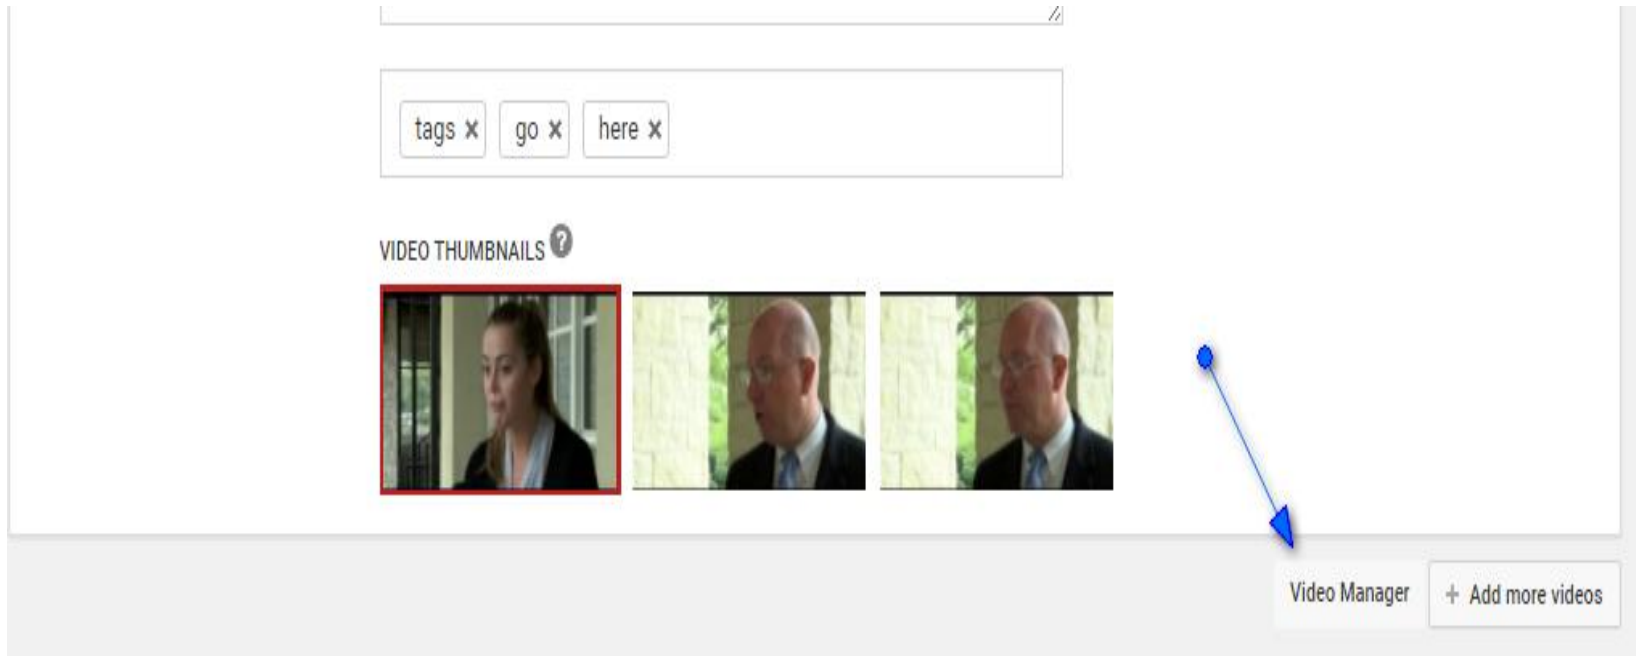 tags × go × here ×
VIDEO THUMBNAILS ?
Video Manager + Add more videos